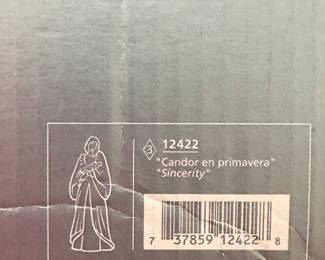 3 12422
"Candor en primavera"
"Sincerity"
7 37859 12422 8